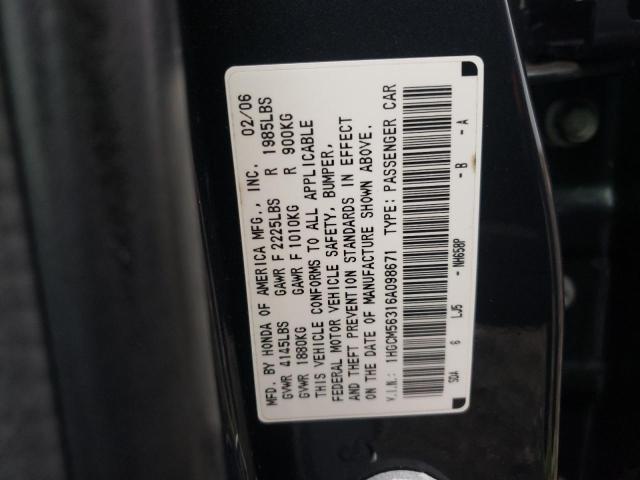 MFD. BY HONDA OF AMERICA MFG., INC. 02/06
GVWR 4145LBS GAWR F 2225LBS R 1985LBS
GVWR 1880KG GAWR F 1010KG R 900KG
THIS VEHICLE CONFORMS TO ALL APPLICABLE
FEDERAL MOTOR VEHICLE SAFETY, BUMPER,
AND THEFT PREVENTION STANDARDS IN EFFECT
ON THE DATE OF MANUFACTURE SHOWN ABOVE.
V.I.N.: 1HGCM56316A098671 TYPE: PASSENGER CAR
SDA 6 LJ5 - NH658P - B - A